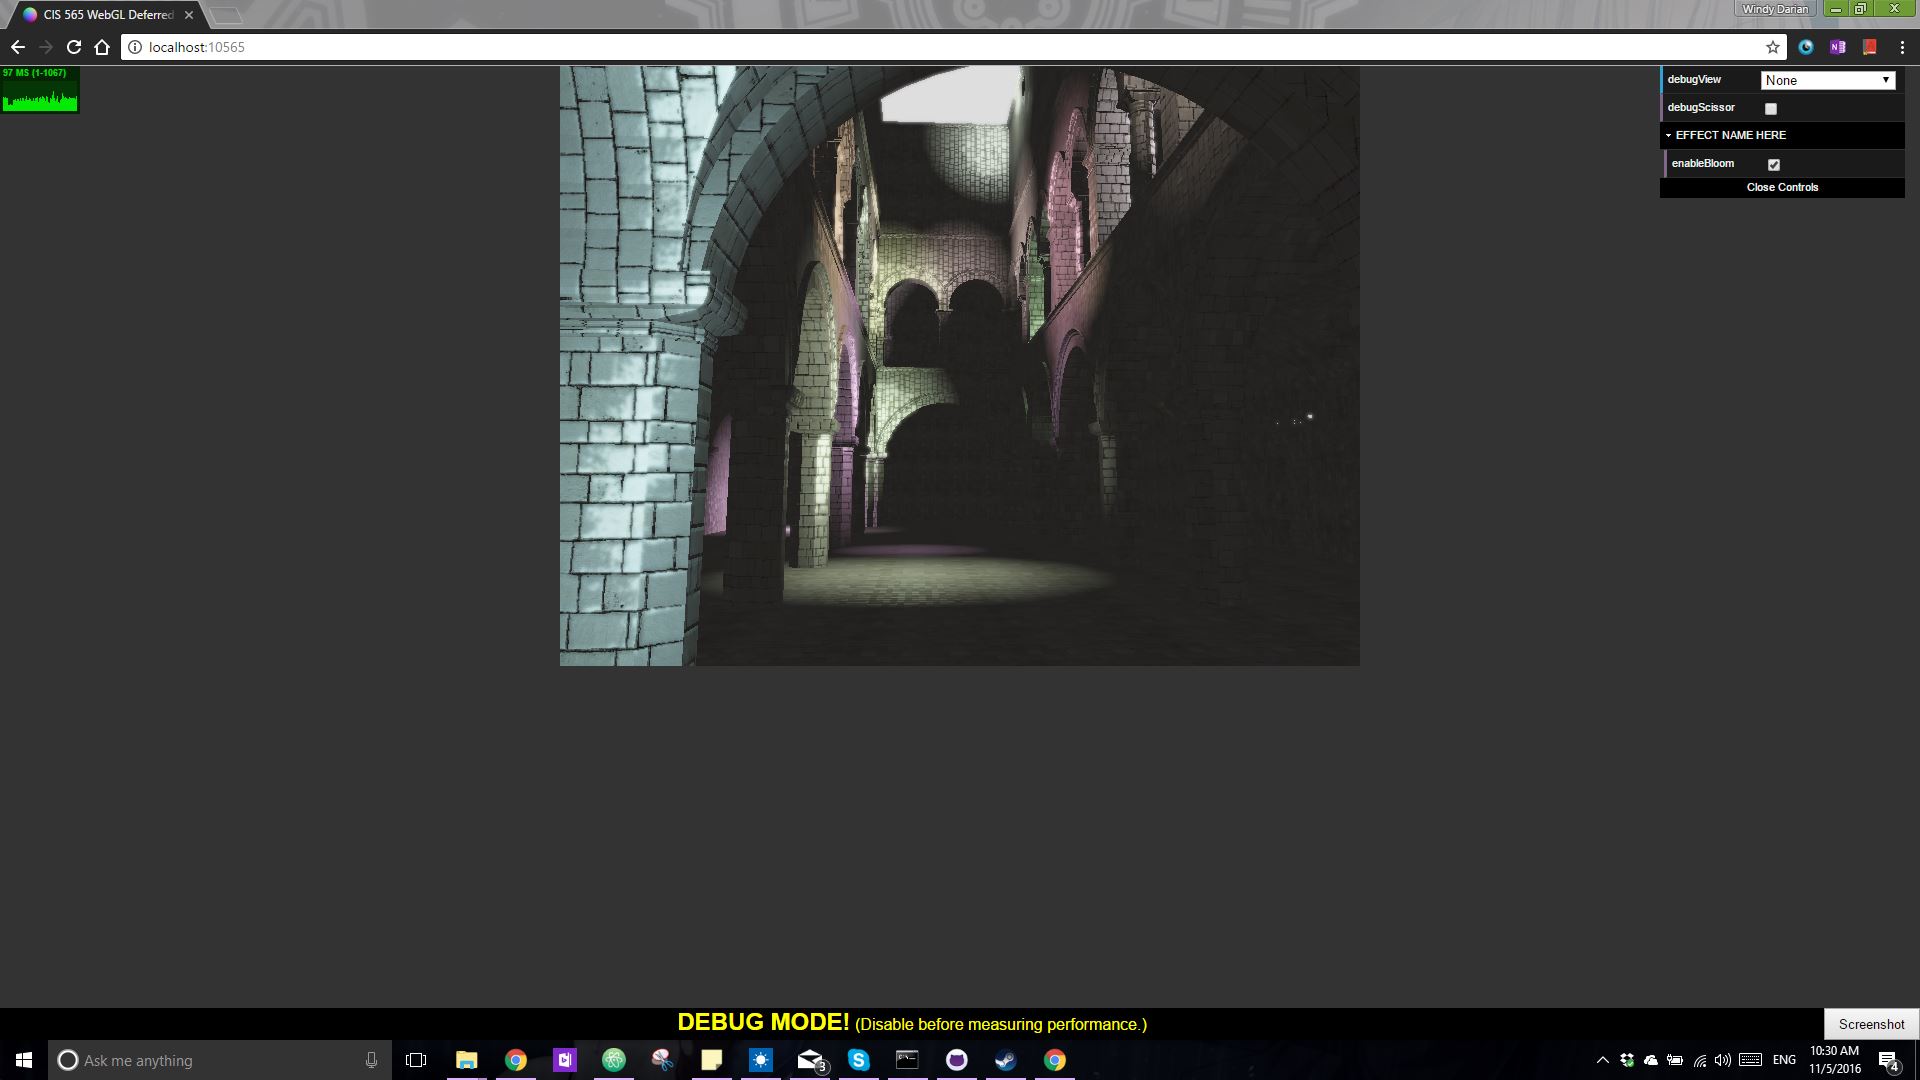 CIS 565 WebGL Deferred
Windy Darian
localhost:10565
97 MS (1-1067)
debugView
None
debugScissor
EFFECT NAME HERE
enableBloom
Close Controls
DEBUG MODE! (Disable before measuring performance.)
Screenshot
Ask me anything
3
ENG
10:30 AM
11/5/2016
4